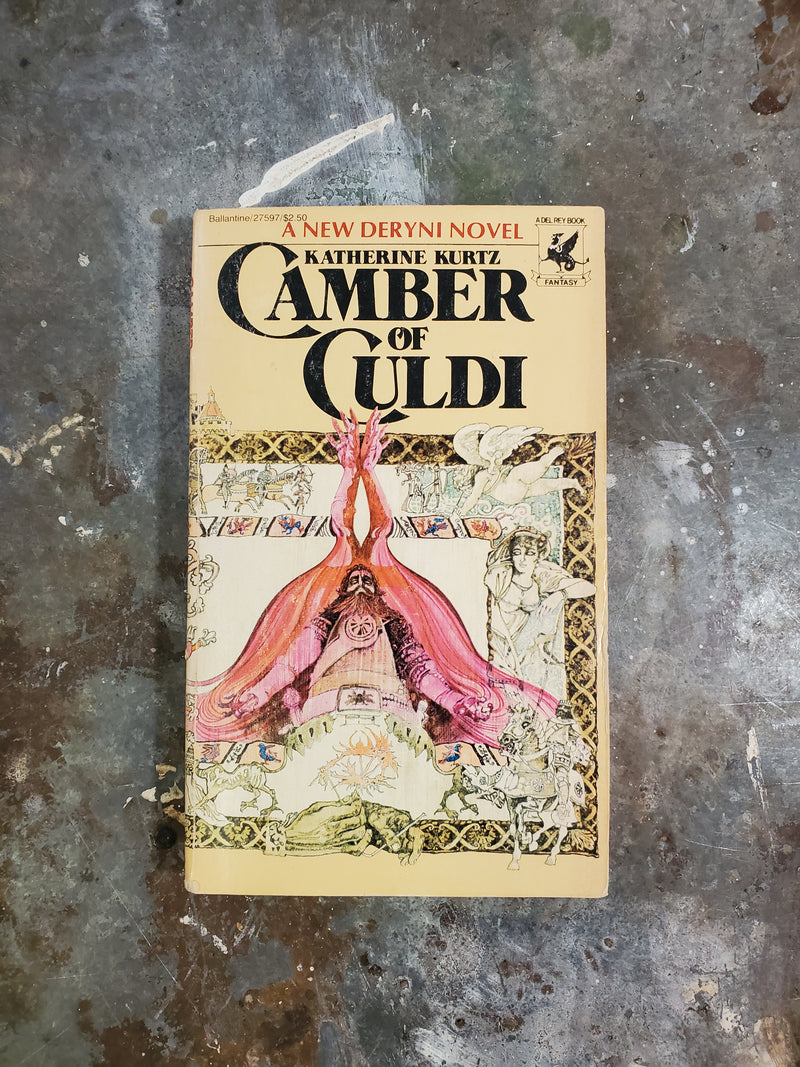 Ballantine/27597/$2.50
A NEW DERYNI NOVEL
A DEL REY BOOK
FANTASY
KATHERINE KURTZ
CAMBER
OF
CULDI